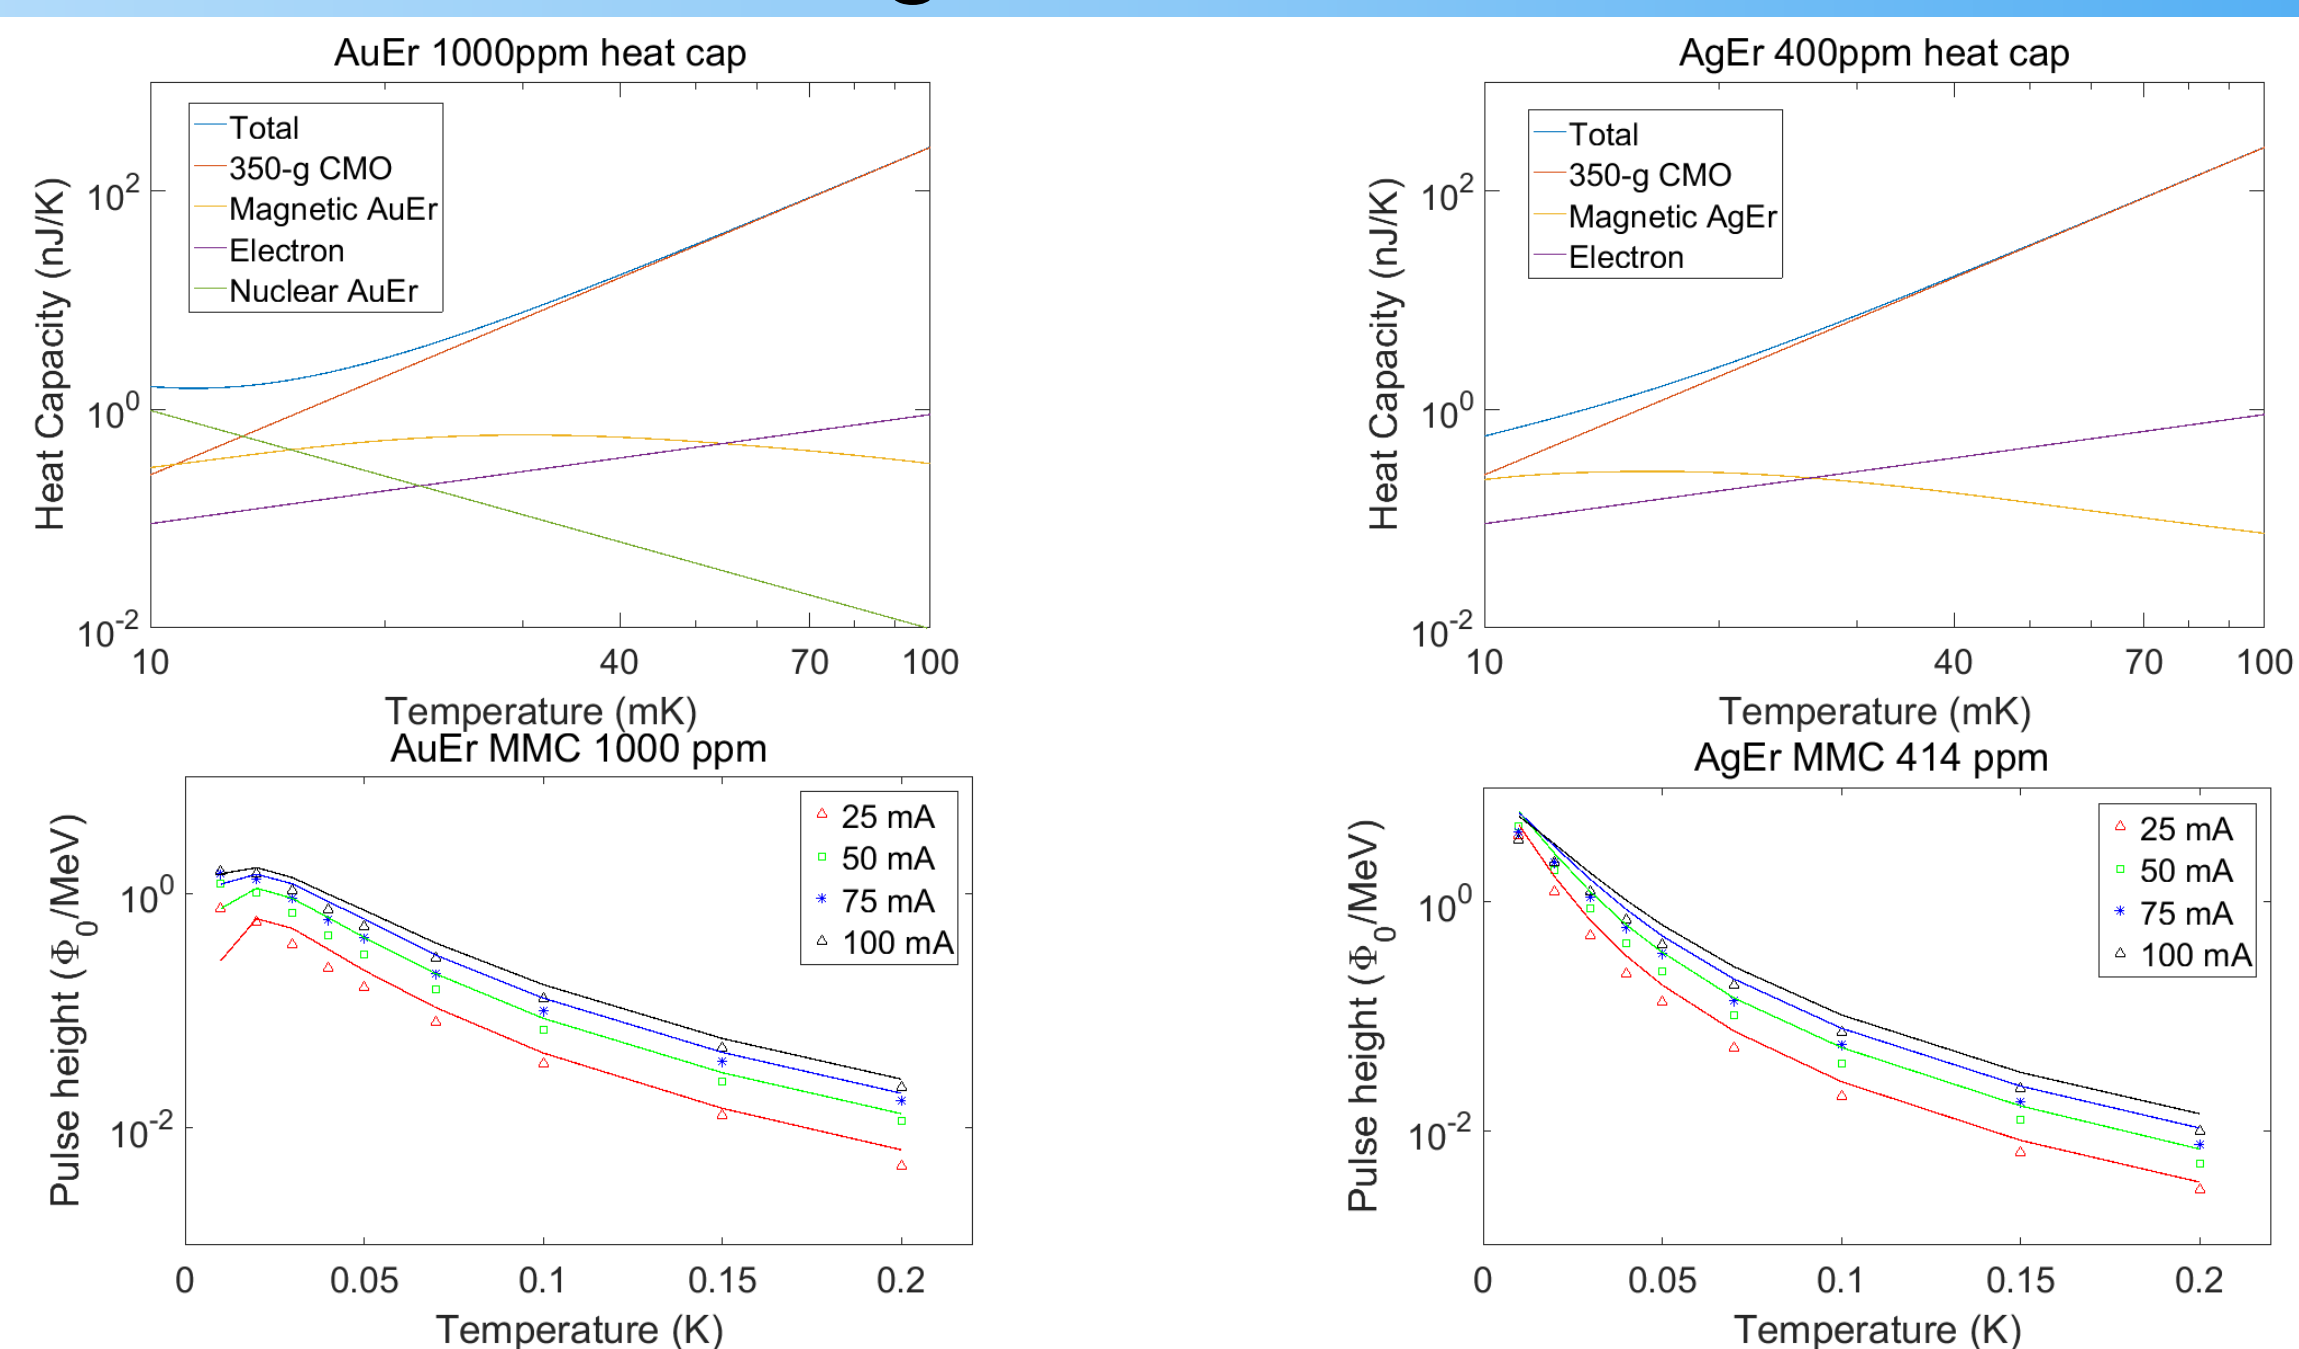 AuEr 1000ppm heat cap
Total
350-g CMO
Magnetic AuEr
Electron
Nuclear AuEr
Heat Capacity (nJ/K)
10^2
10^0
10^-2
10 40 70 100
Temperature (mK)
AgEr 400ppm heat cap
Total
350-g CMO
Magnetic AgEr
Electron
Heat Capacity (nJ/K)
10^2
10^0
10^-2
10 40 70 100
Temperature (mK)
AuEr MMC 1000 ppm
25 mA
50 mA
75 mA
100 mA
Pulse height (Φ_0/MeV)
10^0
10^-2
0 0.05 0.1 0.15 0.2
Temperature (K)
AgEr MMC 414 ppm
25 mA
50 mA
75 mA
100 mA
Pulse height (Φ_0/MeV)
10^0
10^-2
0 0.05 0.1 0.15 0.2
Temperature (K)